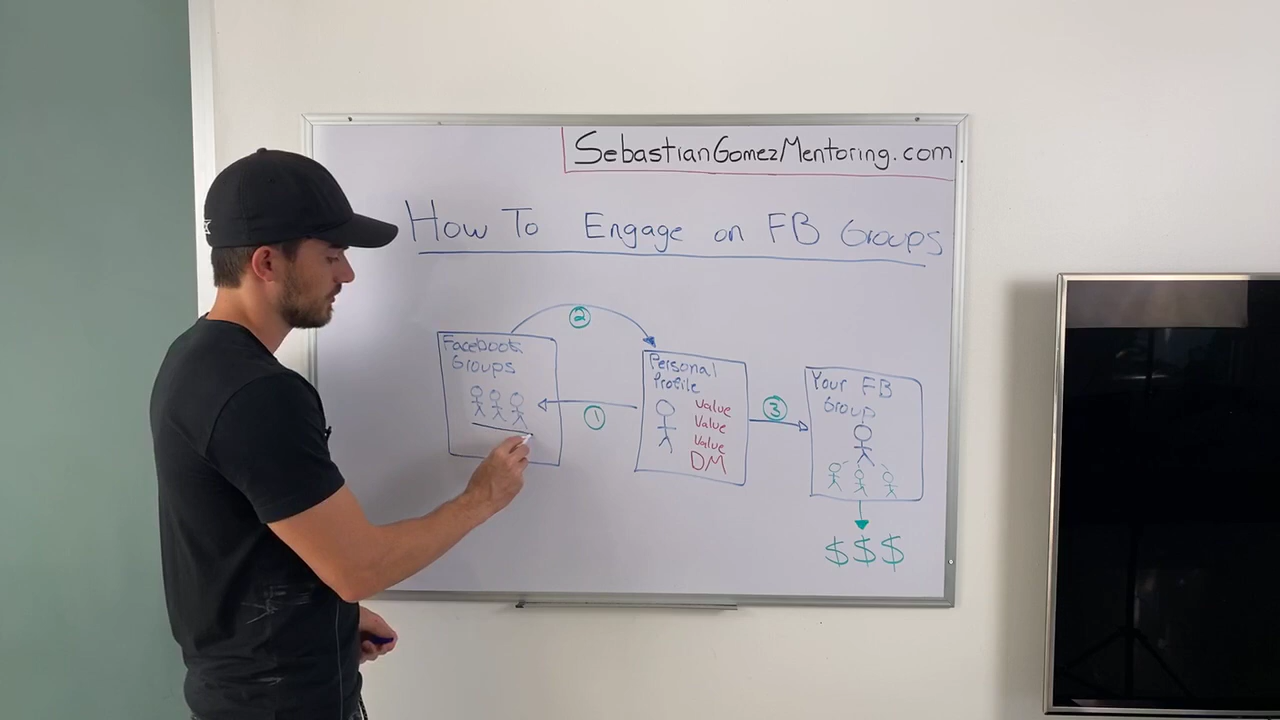 SebastianGomezMentoring.com.
How To Engage on FB Groups
2
Facebook
Groups
1
Personal
Profile
Value
Value
Value
DM
3
Your FB
Group
$$$